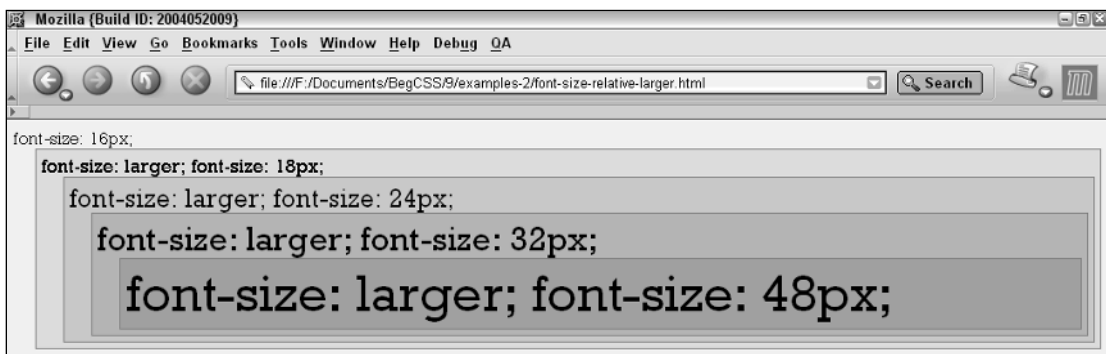 Mozilla {Build ID: 2004052009}
File Edit View Go Bookmarks Tools Window Help Debug QA
file:///F:/Documents/BegCSS/9/examples-2/font-size-relative-larger.html Search
font-size: 16px;
font-size: larger; font-size: 18px;
font-size: larger; font-size: 24px;
font-size: larger; font-size: 32px;
font-size: larger; font-size: 48px;